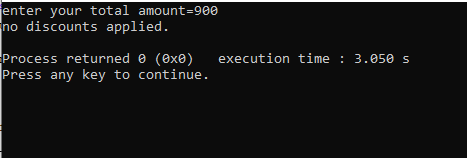 enter your total amount=900
no discounts applied.
Process returned 0 (0x0)   execution time : 3.050 s
Press any key to continue.